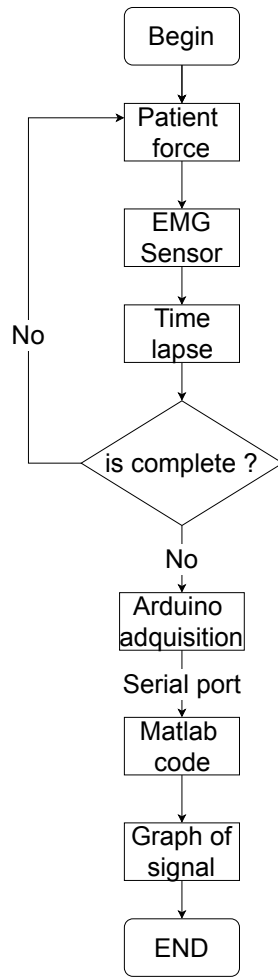 Begin
Patient
force
EMG
Sensor
Time
lapse
No
is complete ?
No
Arduino
adquisition
Serial port
Matlab
code
Graph of
signal
END